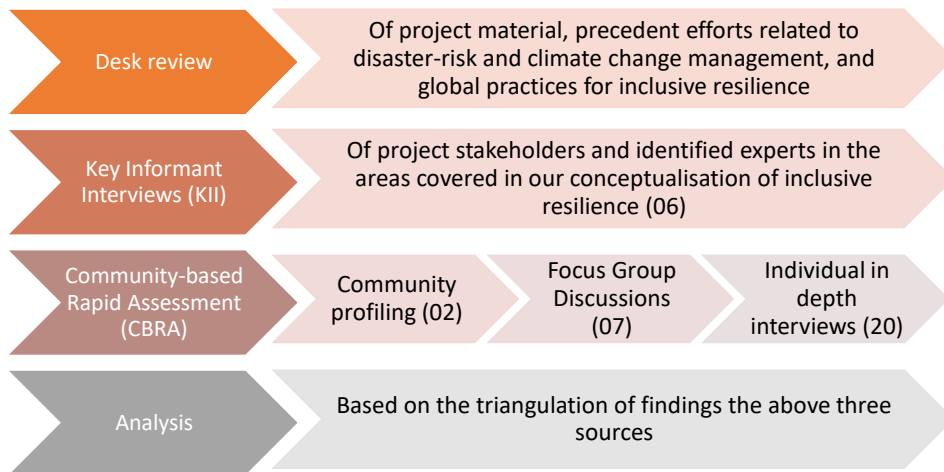 Desk review
Of project material, precedent efforts related to
disaster-risk and climate change management, and
global practices for inclusive resilience
Key Informant
Interviews (KII)
Of project stakeholders and identified experts in the
areas covered in our conceptualisation of inclusive
resilience (06)
Community-based
Rapid Assessment
(CBRA)
Community
profiling (02)
Focus Group
Discussions
(07)
Individual in
depth
interviews (20)
Analysis
Based on the triangulation of findings the above three
sources